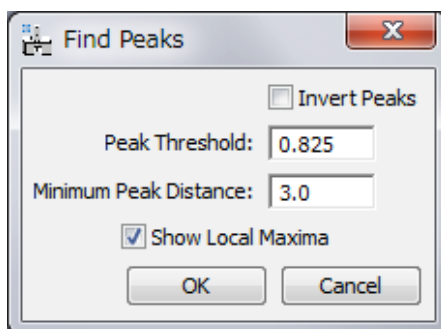 Find Peaks
Invert Peaks
Peak Threshold: 0.825
Minimum Peak Distance: 3.0
Show Local Maxima
OK Cancel